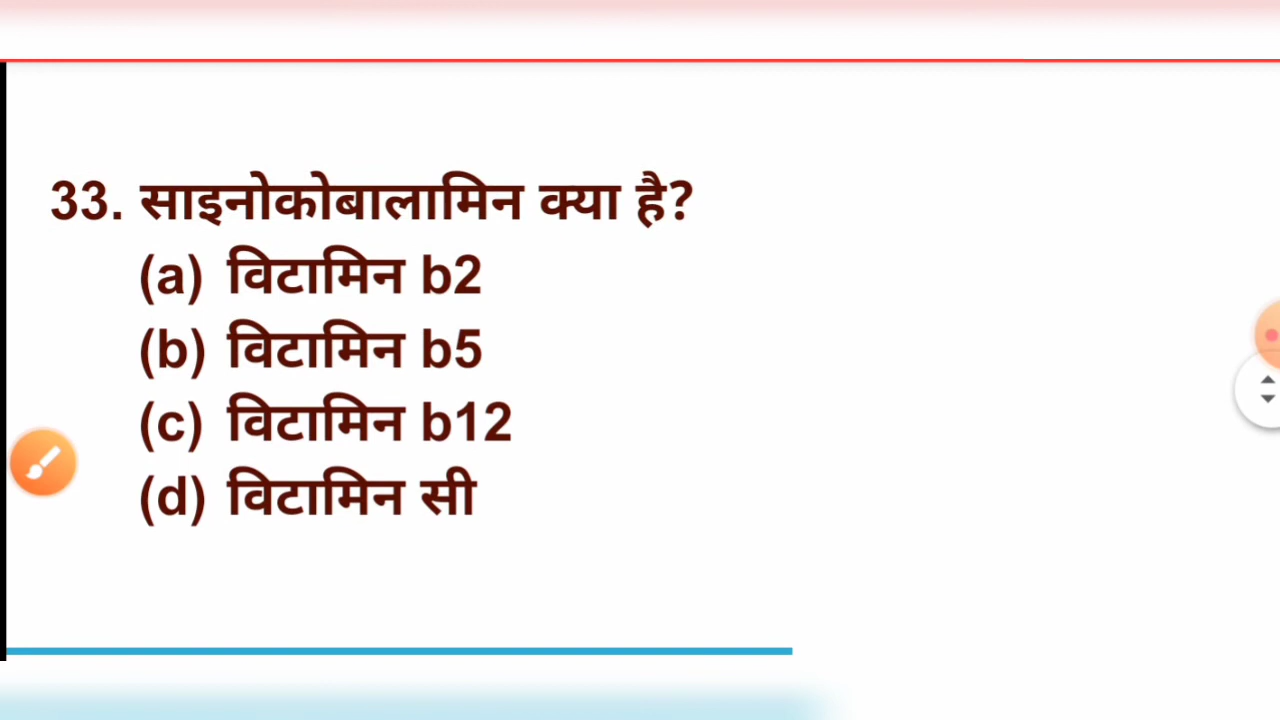 33. साइनोकोबालामिन क्या है?
(a) विटामिन b2
(b) विटामिन b5
(c) विटामिन b12
(d) विटामिन सी